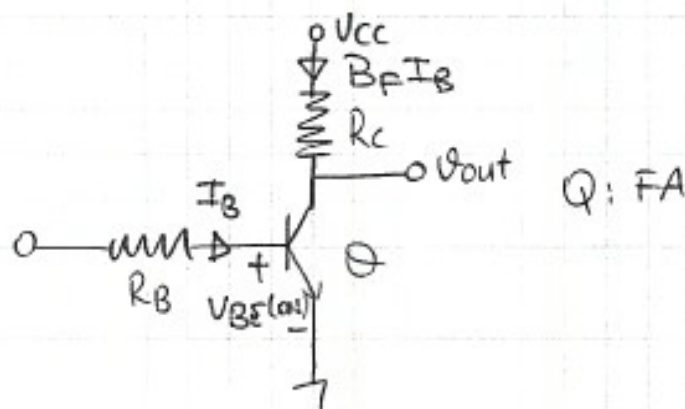 VCC
BFIB
RC
Vout
Q: FA
IB
RB
+
VBE(on)
-
Q